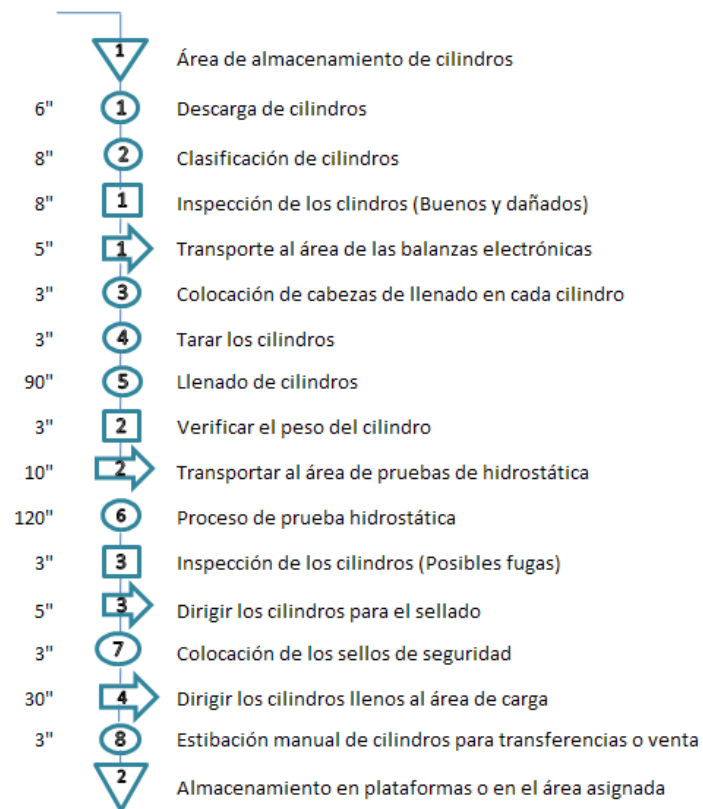 1 Área de almacenamiento de cilindros
6" 1 Descarga de cilindros
8" 2 Clasificación de cilindros
8" 1 Inspección de los clindros (Buenos y dañados)
5" 1 Transporte al área de las balanzas electrónicas
3" 3 Colocación de cabezas de llenado en cada cilindro
3" 4 Tarar los cilindros
90" 5 Llenado de cilindros
3" 2 Verificar el peso del cilindro
10" 2 Transportar al área de pruebas de hidrostática
120" 6 Proceso de prueba hidrostática
3" 3 Inspección de los cilindros (Posibles fugas)
5" 3 Dirigir los cilindros para el sellado
3" 7 Colocación de los sellos de seguridad
30" 4 Dirigir los cilindros llenos al área de carga
3" 8 Estibación manual de cilindros para transferencias o venta
2 Almacenamiento en plataformas o en el área asignada